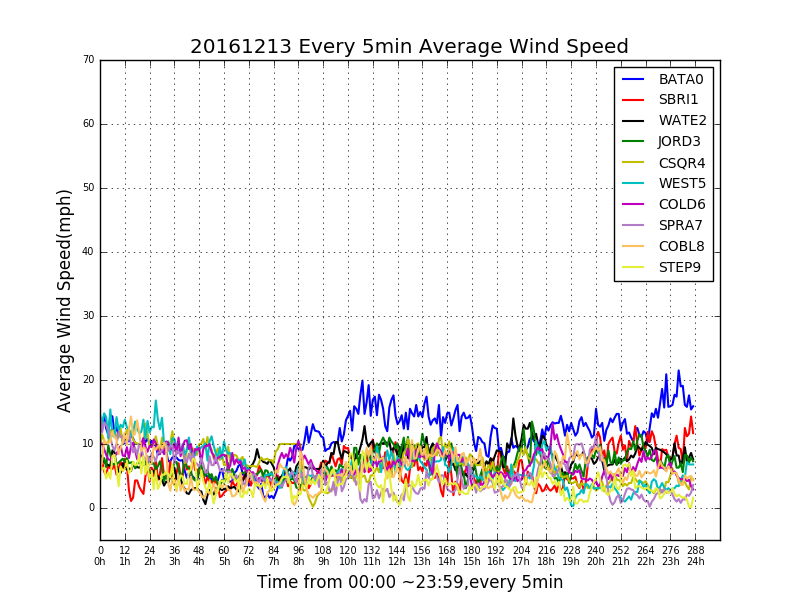 20161213 Every 5min Average Wind Speed
70
60
50
40
30
20
10
0
Average Wind Speed(mph)
BATA0
SBRI1
WATE2
JORD3
CSQR4
WEST5
COLD6
SPRA7
COBL8
STEP9
0 12 24 36 48 60 72 84 96 108 120 132 144 156 168 180 192 204 216 228 240 252 264 276 288
0h 1h 2h 3h 4h 5h 6h 7h 8h 9h 10h 11h 12h 13h 14h 15h 16h 17h 18h 19h 20h 21h 22h 23h 24h
Time from 00:00 ~23:59,every 5min